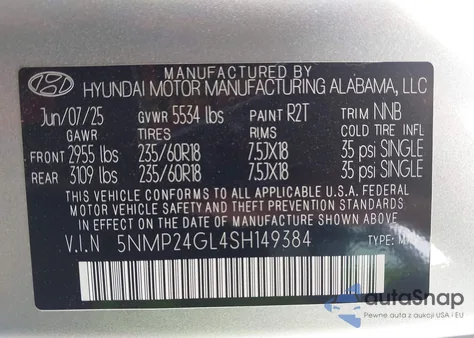 MANUFACTURED BY
HYUNDAI MOTOR MANUFACTURING ALABAMA, LLC
Jun/07/25 GVWR 5534 lbs PAINT R2T TRIM NNB
GAWR TIRES RIMS COLD TIRE INFL
FRONT 2955 lbs 235/60R18 7.5JX18 35 psi SINGLE
REAR 3109 lbs 235/60R18 7.5JX18 35 psi SINGLE
THIS VEHICLE CONFORMS TO ALL APPLICABLE U.S.A. FEDERAL
MOTOR VEHICLE SAFETY AND THEFT PREVENTION STANDARDS
IN EFFECT ON THE DATE OF MANUFACTURE SHOWN ABOVE.
V.I.N 5NMP24GL4SH149384 TYPE:
autaSnap
Pewne auta z aukcji USA i EU